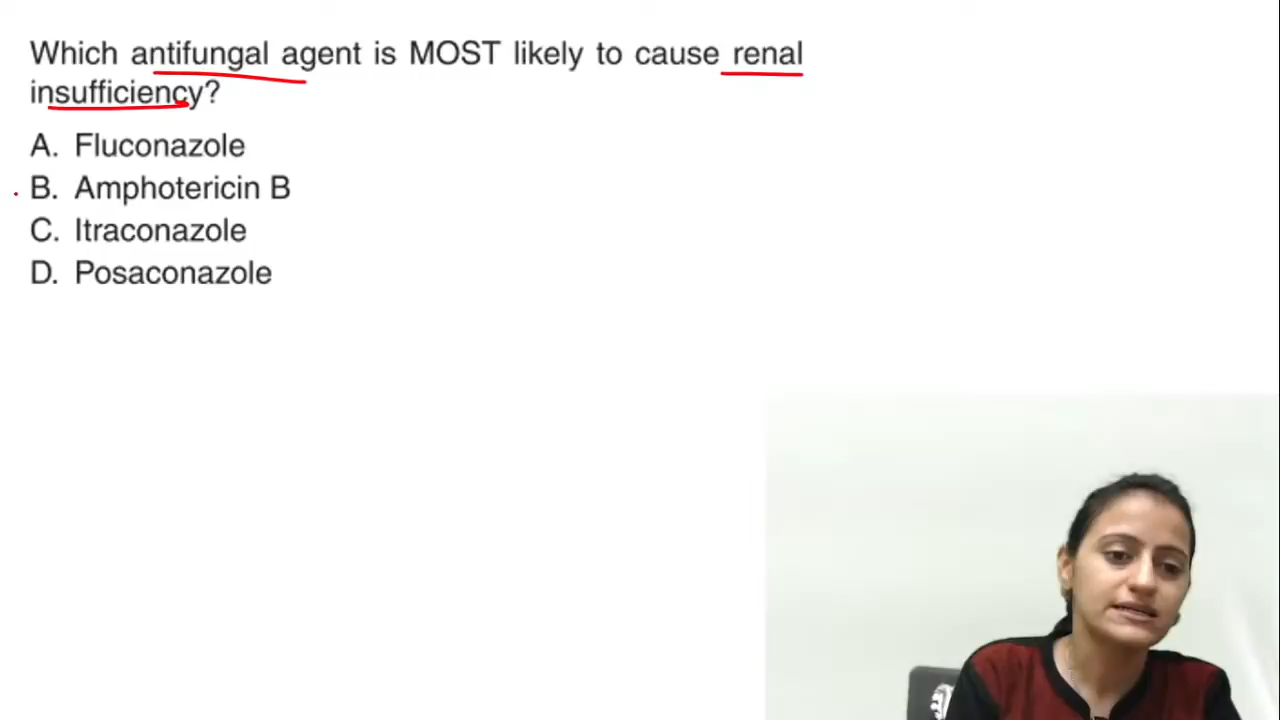 Which antifungal agent is MOST likely to cause renal
insufficiency?
A. Fluconazole
B. Amphotericin B
C. Itraconazole
D. Posaconazole